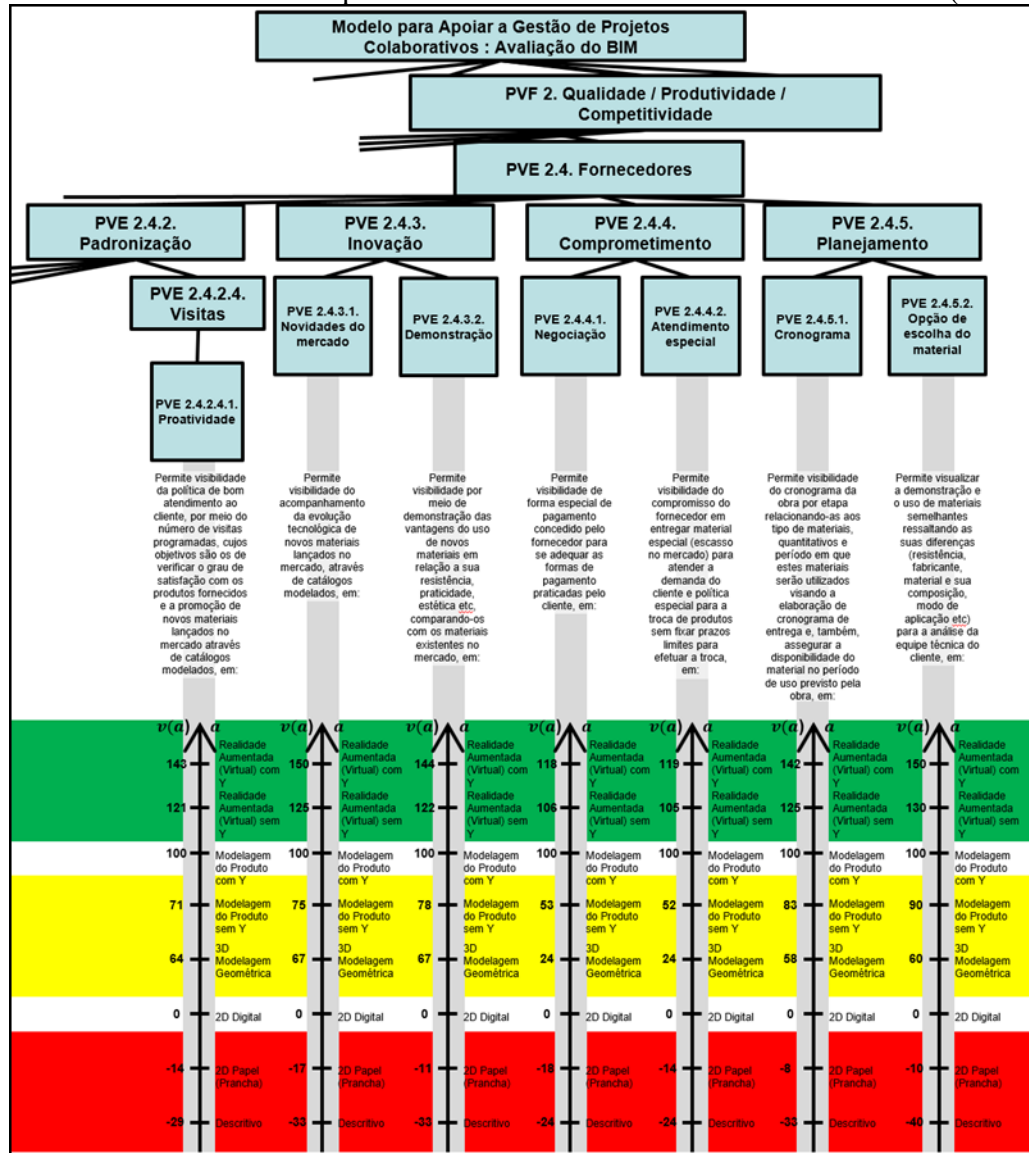 Modelo para Apoiar a Gestão de Projetos
Colaborativos : Avaliação do BIM
PVF 2. Qualidade / Produtividade /
Competitividade
PVE 2.4. Fornecedores
PVE 2.4.2.
Padronização
PVE 2.4.3.
Inovação
PVE 2.4.4.
Comprometimento
PVE 2.4.5.
Planejamento
PVE 2.4.2.4.
Visitas
PVE 2.4.3.1.
Novidades do
mercado
PVE 2.4.3.2.
Demonstração
PVE 2.4.4.1.
Negociação
PVE 2.4.4.2.
Atendimento
especial
PVE 2.4.5.1.
Cronograma
PVE 2.4.5.2.
Opção de
escolha do
material
PVE 2.4.2.4.1.
Proatividade
Permite visibilidade
da política de bom
atendimento ao
cliente, por meio do
número de visitas
programadas, cujos
objetivos são os de
verificar o grau de
satisfação com os
produtos fornecidos
e a promoção de
novos materiais
lançados no
mercado através
de catálogos
modelados, em:
Permite
visibilidade do
acompanhamento
da evolução
tecnológica de
novos materiais
lançados no
mercado, através
de catálogos
modelados, em:
Permite
visibilidade por
meio de
demonstração das
vantagens do uso
de novos
materiais em
relação a sua
resistência,
praticidade,
estética etc,
comparando-os
com os materiais
existentes no
mercado, em:
Permite
visibilidade de
forma especial de
pagamento
concedido pelo
fornecedor para
se adequar as
formas de
pagamento
praticadas pelo
cliente, em:
Permite
visibilidade do
compromisso do
fornecedor em
entregar material
especial (escasso
no mercado) para
atender a
demanda do
cliente e política
especial para a
troca de produtos
sem fixar prazos
limites para
efetuar a troca,
em:
Permite visibilidade
do cronograma da
obra por etapa
relacionando-as aos
tipo de materiais,
quantitativos e
período em que
estes materiais
serão utilizados
visando a
elaboração de
cronograma de
entrega e, também,
assegurar a
disponibilidade do
material no período
de uso previsto pela
obra, em:
Permite visualizar
a demonstração e
o uso de materiais
semelhantes
ressaltando as
suas diferenças
(resistência,
fabricante,
material e sua
composição,
modo de
aplicação etc)
para a análise da
equipe técnica do
cliente, em:
v(a) a
143 Realidade
Aumentada
(Virtual) com
Y
121 Realidade
Aumentada
(Virtual) sem
Y
100 Modelagem
do Produto
com Y
71 Modelagem
do Produto
sem Y
64 3D
Modelagem
Geométrica
0 2D Digital
-14 2D Papel
(Prancha)
-29 Descritivo
v(a) a
150 Realidade
Aumentada
(Virtual) com
Y
125 Realidade
Aumentada
(Virtual) sem
Y
100 Modelagem
do Produto
com Y
75 Modelagem
do Produto
sem Y
67 3D
Modelagem
Geométrica
0 2D Digital
-17 2D Papel
(Prancha)
-33 Descritivo
v(a) a
144 Realidade
Aumentada
(Virtual) com
Y
122 Realidade
Aumentada
(Virtual) sem
Y
100 Modelagem
do Produto
com Y
78 Modelagem
do Produto
sem Y
67 3D
Modelagem
Geométrica
0 2D Digital
-11 2D Papel
(Prancha)
-33 Descritivo
v(a) a
118 Realidade
Aumentada
(Virtual) com
Y
106 Realidade
Aumentada
(Virtual) sem
Y
100 Modelagem
do Produto
com Y
53 Modelagem
do Produto
sem Y
24 3D
Modelagem
Geométrica
0 2D Digital
-18 2D Papel
(Prancha)
-24 Descritivo
v(a) a
119 Realidade
Aumentada
(Virtual) com
Y
105 Realidade
Aumentada
(Virtual) sem
Y
100 Modelagem
do Produto
com Y
52 Modelagem
do Produto
sem Y
24 3D
Modelagem
Geométrica
0 2D Digital
-14 2D Papel
(Prancha)
-24 Descritivo
v(a) a
142 Realidade
Aumentada
(Virtual) com
Y
125 Realidade
Aumentada
(Virtual) sem
Y
100 Modelagem
do Produto
com Y
83 Modelagem
do Produto
sem Y
58 3D
Modelagem
Geométrica
0 2D Digital
-8 2D Papel
(Prancha)
-33 Descritivo
v(a) a
150 Realidade
Aumentada
(Virtual) com
Y
130 Realidade
Aumentada
(Virtual) sem
Y
100 Modelagem
do Produto
com Y
90 Modelagem
do Produto
sem Y
60 3D
Modelagem
Geométrica
0 2D Digital
-10 2D Papel
(Prancha)
-40 Descritivo